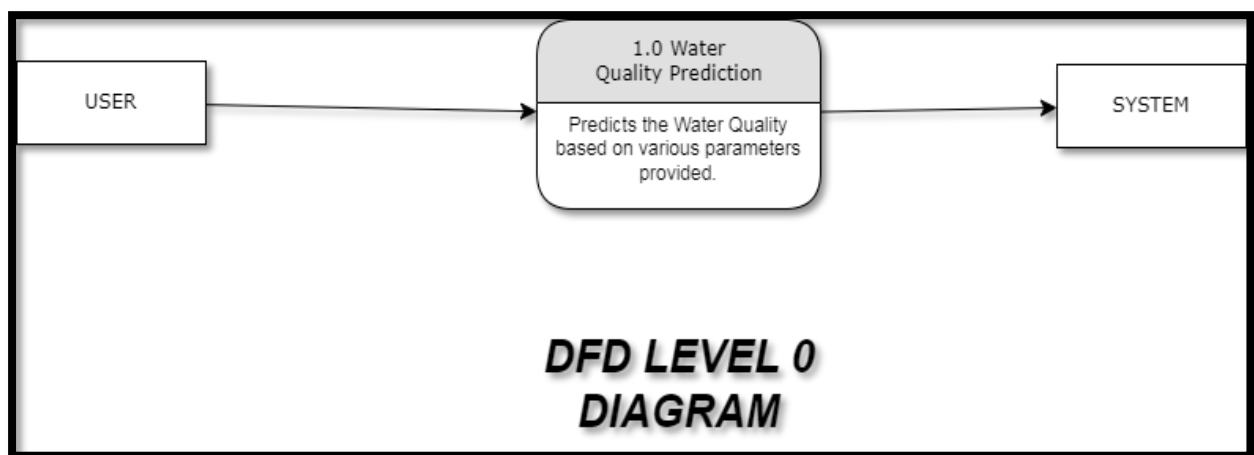 USER
1.0 Water
Quality Prediction
Predicts the Water Quality
based on various parameters
provided.
SYSTEM
DFD LEVEL 0
DIAGRAM